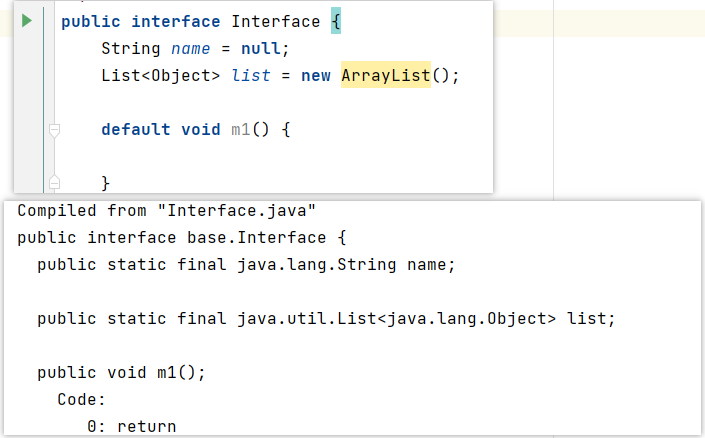 public interface Interface {
    String name = null;
    List<Object> list = new ArrayList();
    default void m1() {
    }
Compiled from "Interface.java"
public interface base.Interface {
  public static final java.lang.String name;
  public static final java.util.List<java.lang.Object> list;
  public void m1();
    Code:
       0: return